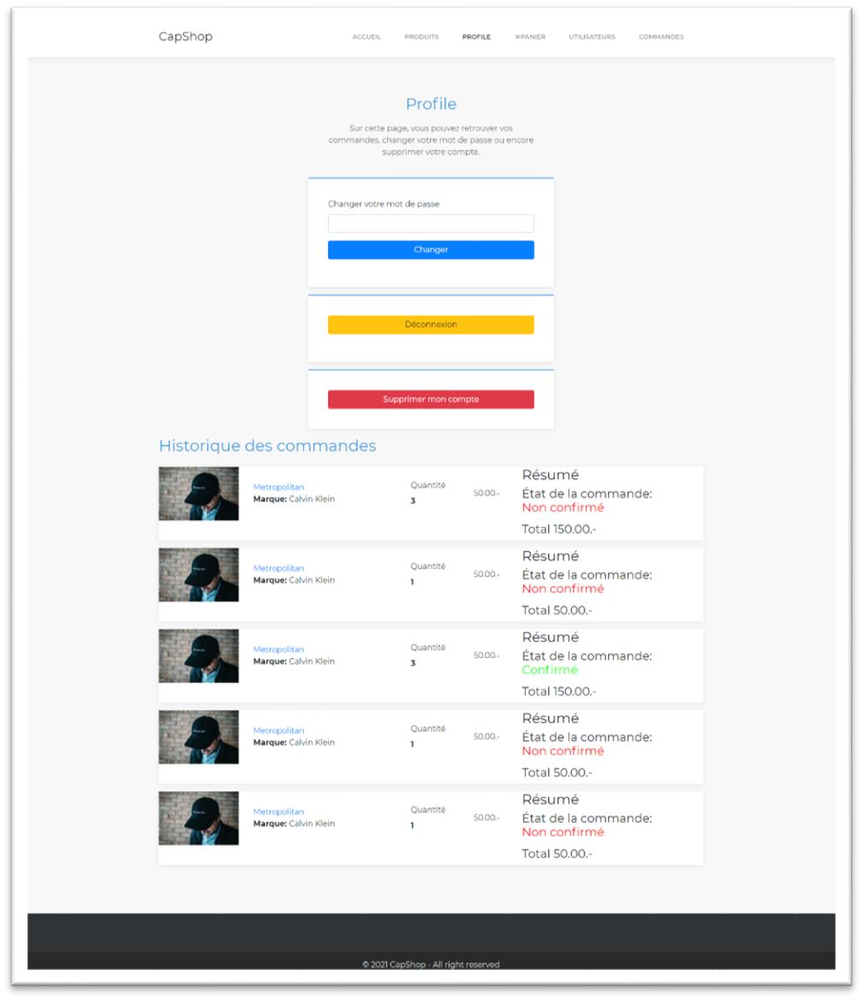 CapShop
ACCUEIL PRODUITS PROFILE PANIER UTILISATEURS COMMANDES
Profile
Sur cette page, vous pouvez retrouver vos
commandes, changer votre mot de passe ou encore
supprimer votre compte.
Changer votre mot de passe
Changer
Déconnexion
Supprimer mon compte
Historique des commandes
Metropolitan
Marque: Calvin Klein
Quantité
3
50.00.-
Résumé
État de la commande:
Non confirmé
Total 150.00.-
Metropolitan
Marque: Calvin Klein
Quantité
1
50.00.-
Résumé
État de la commande:
Non confirmé
Total 50.00.-
Metropolitan
Marque: Calvin Klein
Quantité
3
50.00.-
Résumé
État de la commande:
Confirmé
Total 150.00.-
Metropolitan
Marque: Calvin Klein
Quantité
1
50.00.-
Résumé
État de la commande:
Non confirmé
Total 50.00.-
Metropolitan
Marque: Calvin Klein
Quantité
1
50.00.-
Résumé
État de la commande:
Non confirmé
Total 50.00.-
© 2021 CapShop - All right reserved